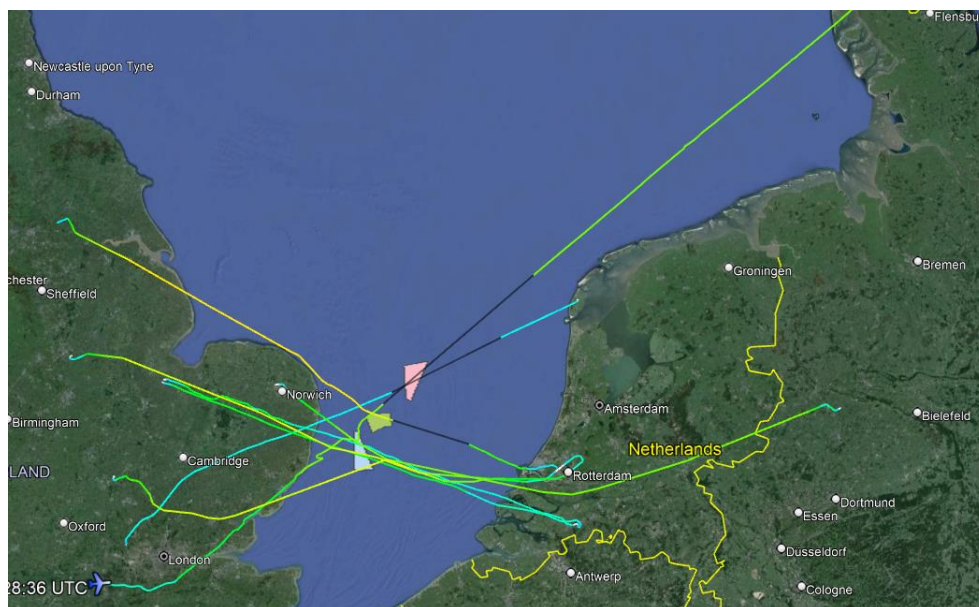 Flensbu
Newcastle upon Tyne
Durham
Groningen
Bremen
chester
Sheffield
Norwich
Amsterdam
Bielefeld
Birmingham
Netherlands
Cambridge
LAND
Rotterdam
Dortmund
Essen
Oxford
London
Dusseldorf
Antwerp
28:36 UTC
Cologne